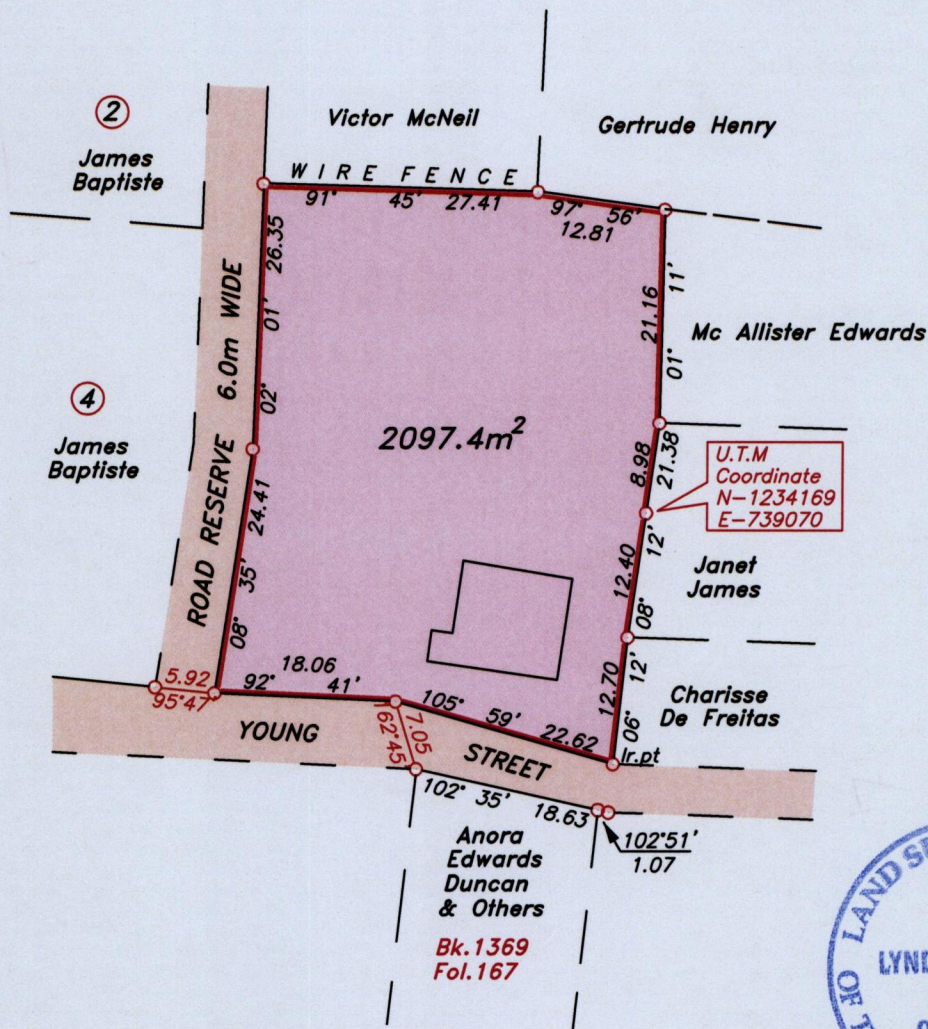 2
James
Baptiste
Victor McNeil
Gertrude Henry
WIRE FENCE
91° 45' 27.41
97° 56'
12.81
02° 01' 26.35
01° 11'
21.16
Mc Allister Edwards
ROAD RESERVE 6.0m WIDE
4
James
Baptiste
2097.4m²
8.98
21.38
U.T.M
Coordinate
N-1234169
E-739070
08° 35' 24.41
12.40
08° 12'
Janet
James
12.70
06° 12'
Charisse
De Freitas
5.92
95°47'
18.06
92° 41'
105° 59' 22.62
Ir.pt
YOUNG STREET
7.05
162°45'
102° 35' 18.63
102°51'
1.07
Anora
Edwards
Duncan
& Others
Bk.1369
Fol.167
OF LAND
LYND